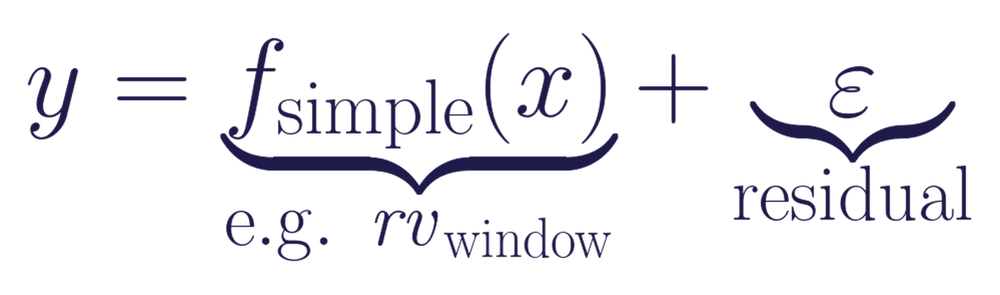 y = f_simple(x) + ε
residual
e.g. rv_window